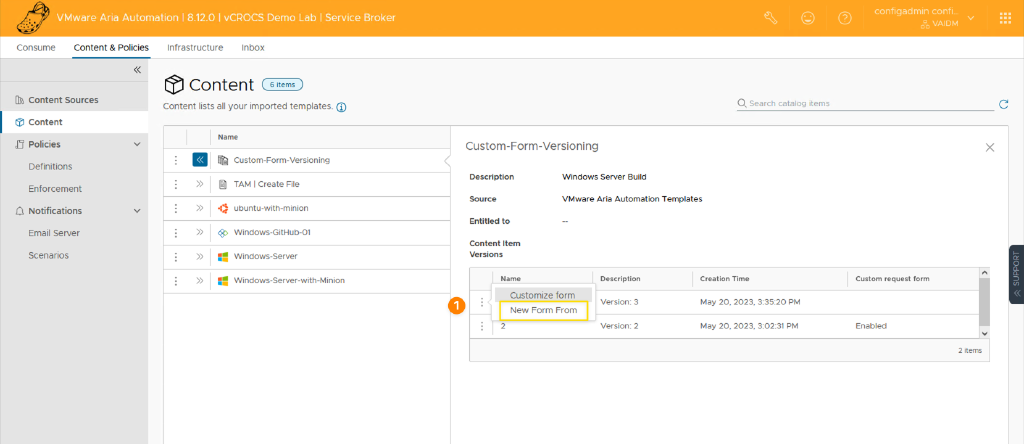 VMware Aria Automation | 8.12.0 | vCROCS Demo Lab | Service Broker
configadmin confi...
VAIDM
Consume
Content & Policies
Infrastructure
Inbox
Content Sources
Content
Policies
Definitions
Enforcement
Notifications
Email Server
Scenarios
Content
6 items
Content lists all your imported templates.
Search catalog items
Name
Custom-Form-Versioning
TAM | Create File
ubuntu-with-minion
Windows-GitHub-01
Windows-Server
Windows-Server-with-Minion
Custom-Form-Versioning
Description Windows Server Build
Source VMware Aria Automation Templates
Entitled to --
Content Item
Versions
Name Description Creation Time Custom request form
Customize form
New Form From
1
Version: 3 May 20, 2023, 3:35:20 PM
2 Version: 2 May 20, 2023, 3:02:31 PM Enabled
2 items
SUPPORT